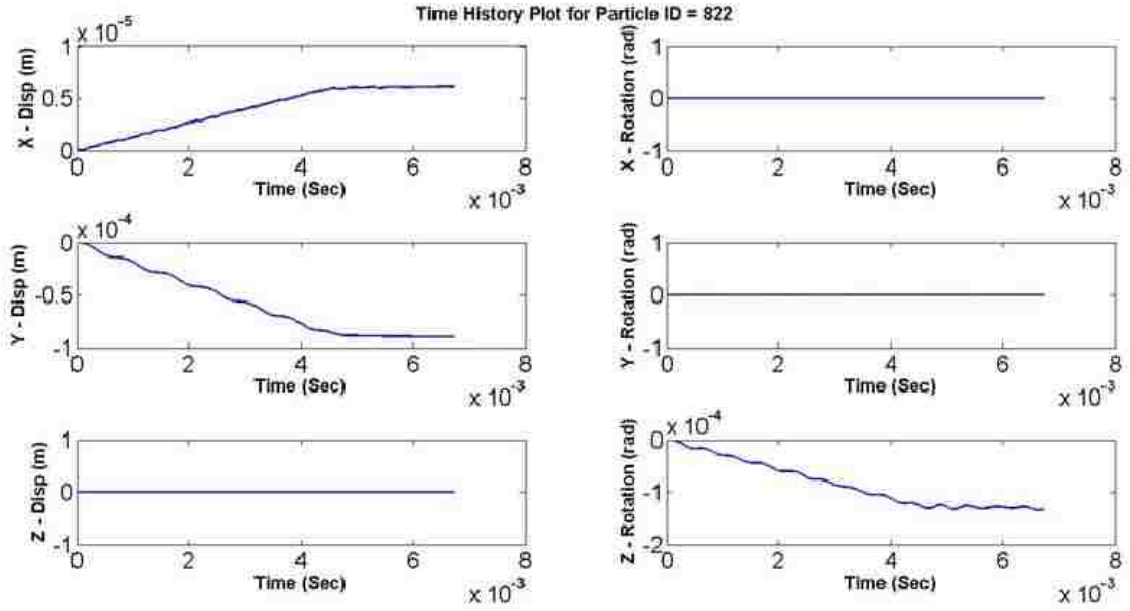 Time History Plot for Particle ID = 822
x 10^-5
X - Disp (m)
1
0.5
0
0 2 4 6 8
Time (Sec)
x 10^-3
X - Rotation (rad)
1
0
-1
0 2 4 6 8
Time (Sec)
x 10^-3
x 10^-4
Y - Disp (m)
0
-0.5
-1
0 2 4 6 8
Time (Sec)
x 10^-3
Y - Rotation (rad)
1
0
-1
0 2 4 6 8
Time (Sec)
x 10^-3
Z - Disp (m)
1
0
-1
0 2 4 6 8
Time (Sec)
x 10^-3
x 10^-4
Z - Rotation (rad)
0
-1
-2
0 2 4 6 8
Time (Sec)
x 10^-3